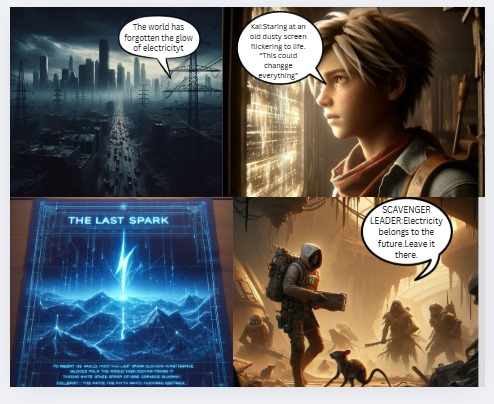 The world has
forgotten the glow
of electricityt
Kai:Staring at an
old dusty screen
flickering to life.
"This could
changge
everything"
THE LAST SPARK
SCAVENGER
LEADER:Electricity
belongs to the
future.Leave it
there.